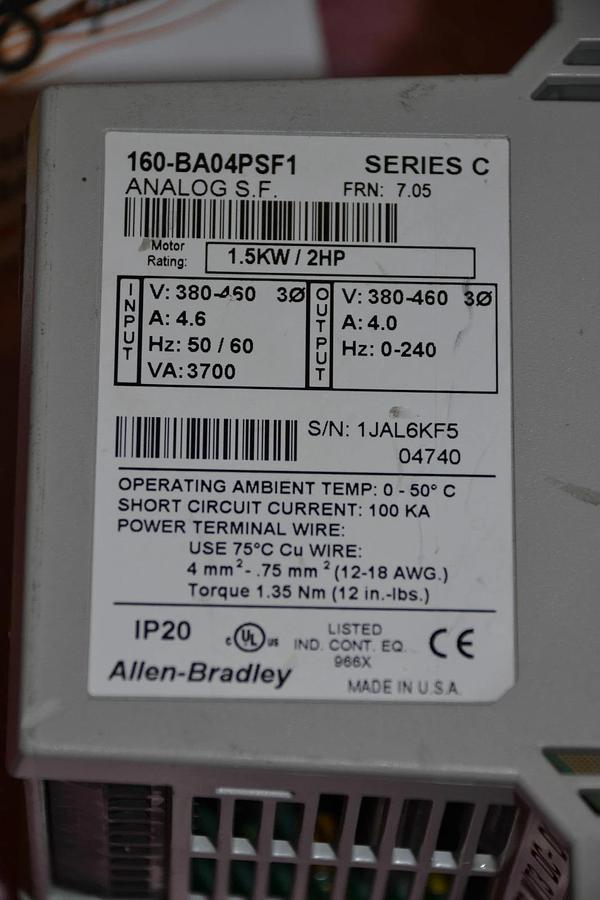 160-BA04PSF1 SERIES C
ANALOG S.F. FRN: 7.05
Motor
Rating: 1.5KW / 2HP
INPUT
V: 380-460 3Ø
A: 4.6
Hz: 50 / 60
VA: 3700
OUTPUT
V: 380-460 3Ø
A: 4.0
Hz: 0-240
S/N: 1JAL6KF5
04740
OPERATING AMBIENT TEMP: 0 - 50° C
SHORT CIRCUIT CURRENT: 100 KA
POWER TERMINAL WIRE:
USE 75°C Cu WIRE:
4 mm² - .75 mm² (12-18 AWG.)
Torque 1.35 Nm (12 in.-lbs.)
IP20
c UL us
LISTED
IND. CONT. EQ.
966X
CE
Allen-Bradley
MADE IN U.S.A.